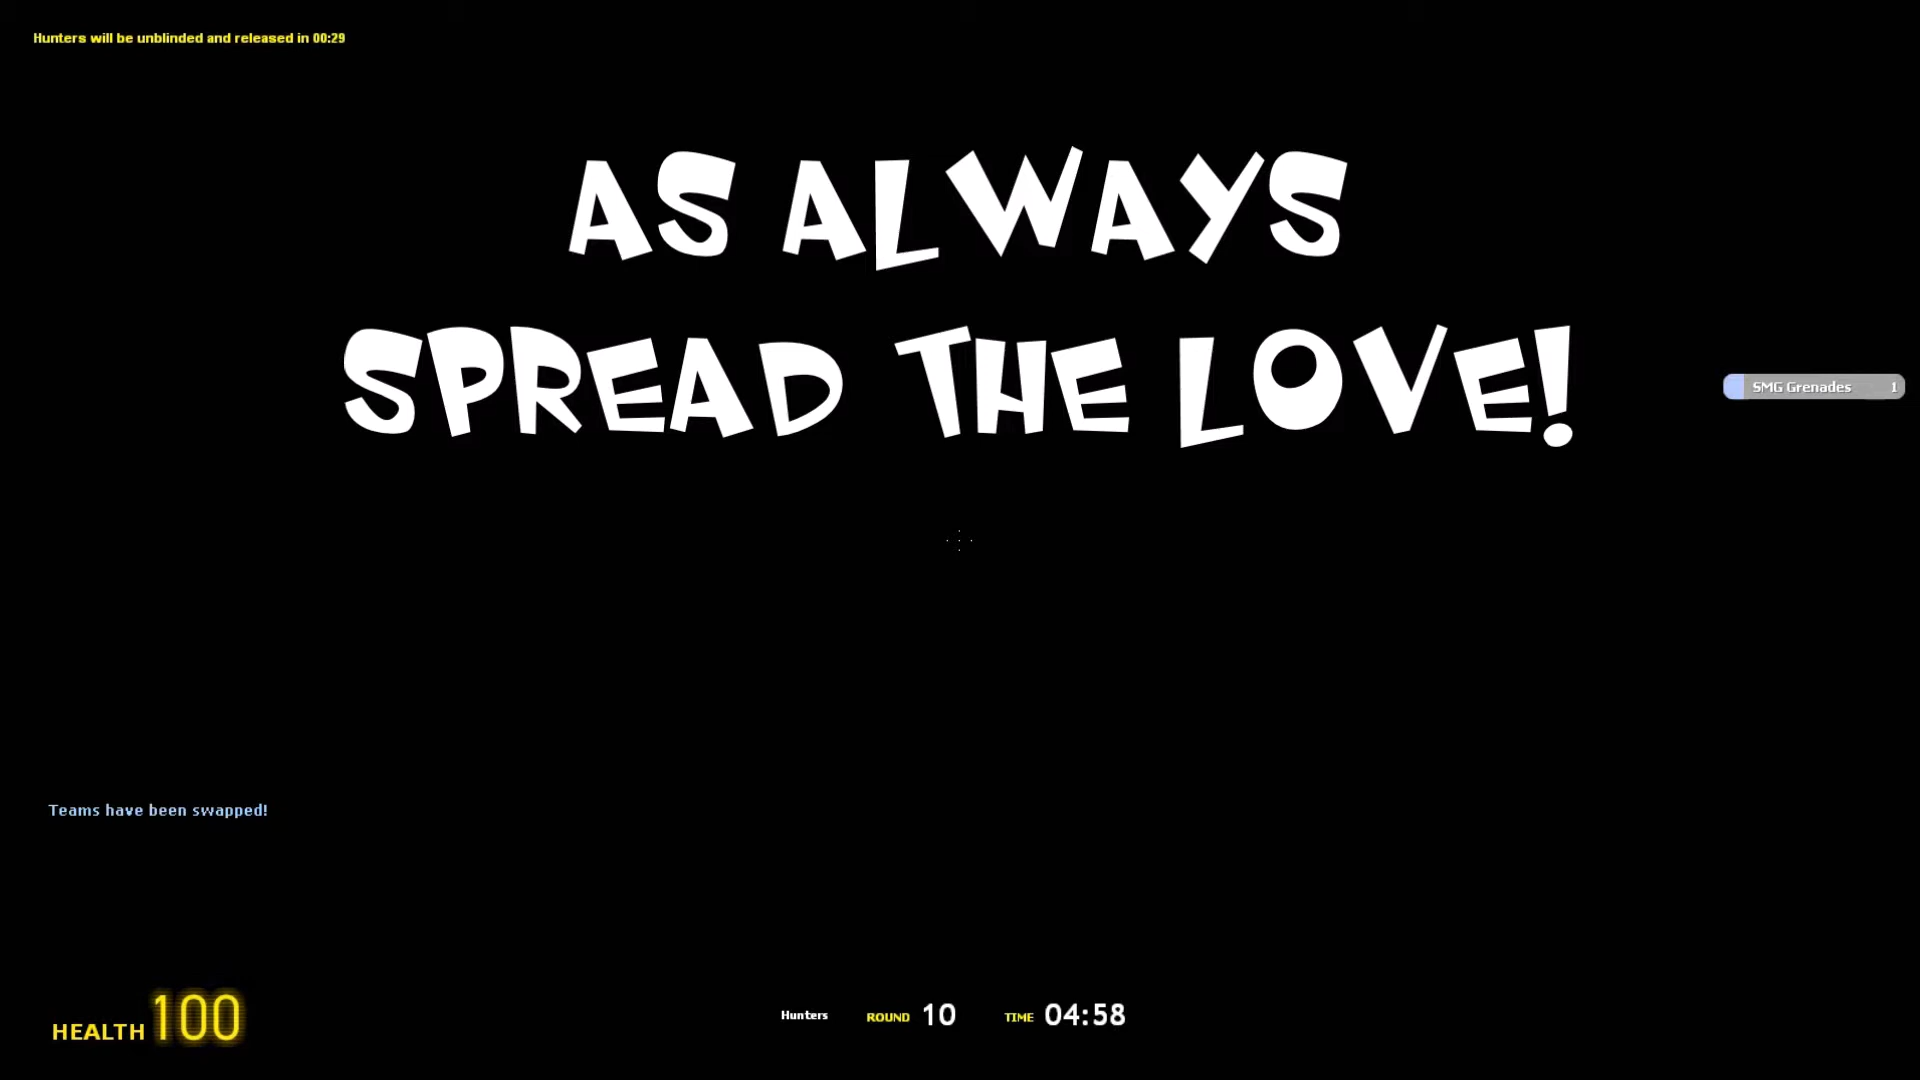 Hunters will be unblinded and released in 00:29
AS ALWAYS
SPREAD THE LOVE!
SMG Grenades 1
Teams have been swapped!
HEALTH 100
Hunters ROUND 10 TIME 04:58